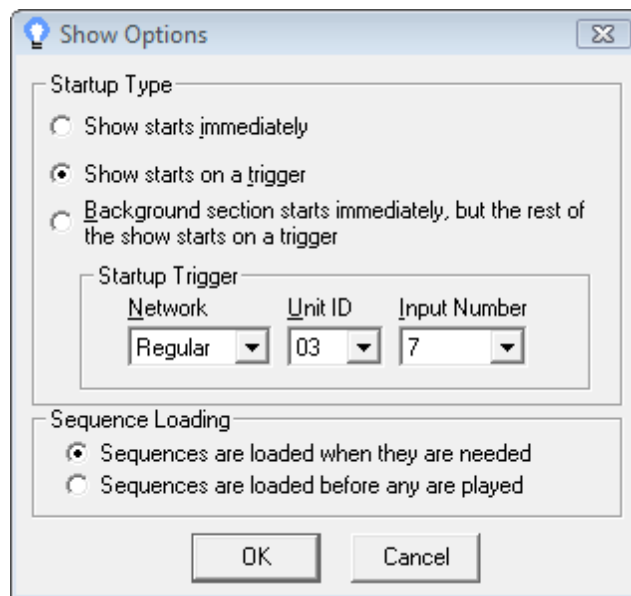 Show Options
Startup Type
Show starts immediately
Show starts on a trigger
Background section starts immediately, but the rest of
the show starts on a trigger
Startup Trigger
Network Unit ID Input Number
Regular 03 7
Sequence Loading
Sequences are loaded when they are needed
Sequences are loaded before any are played
OK Cancel